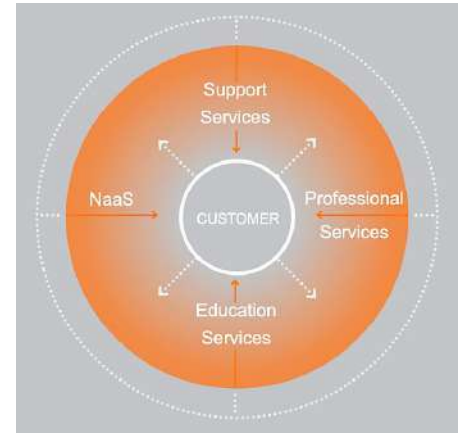 Support
Services
NaaS
CUSTOMER
Professional
Services
Education
Services